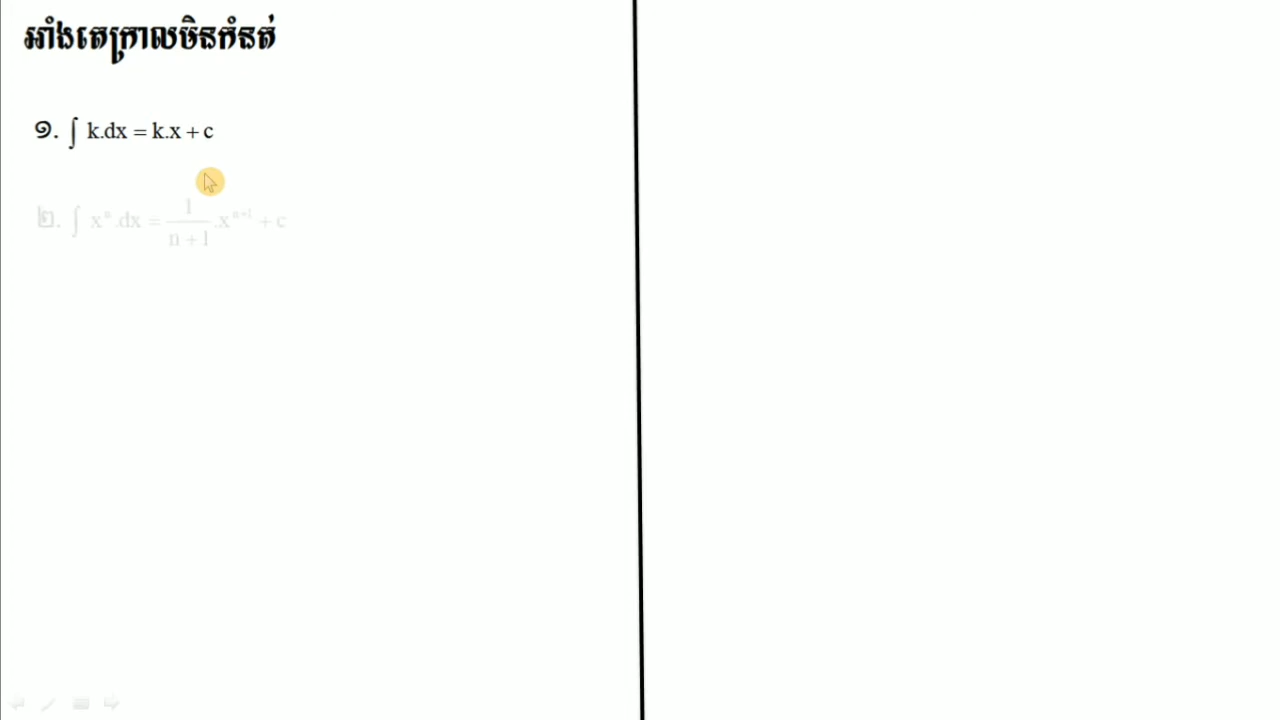 អាំងតេក្រាលមិនកំនត់
១. ∫ k.dx = k.x + c
២. ∫ xⁿ.dx = 1/(n + 1) .xⁿ⁺¹ + c